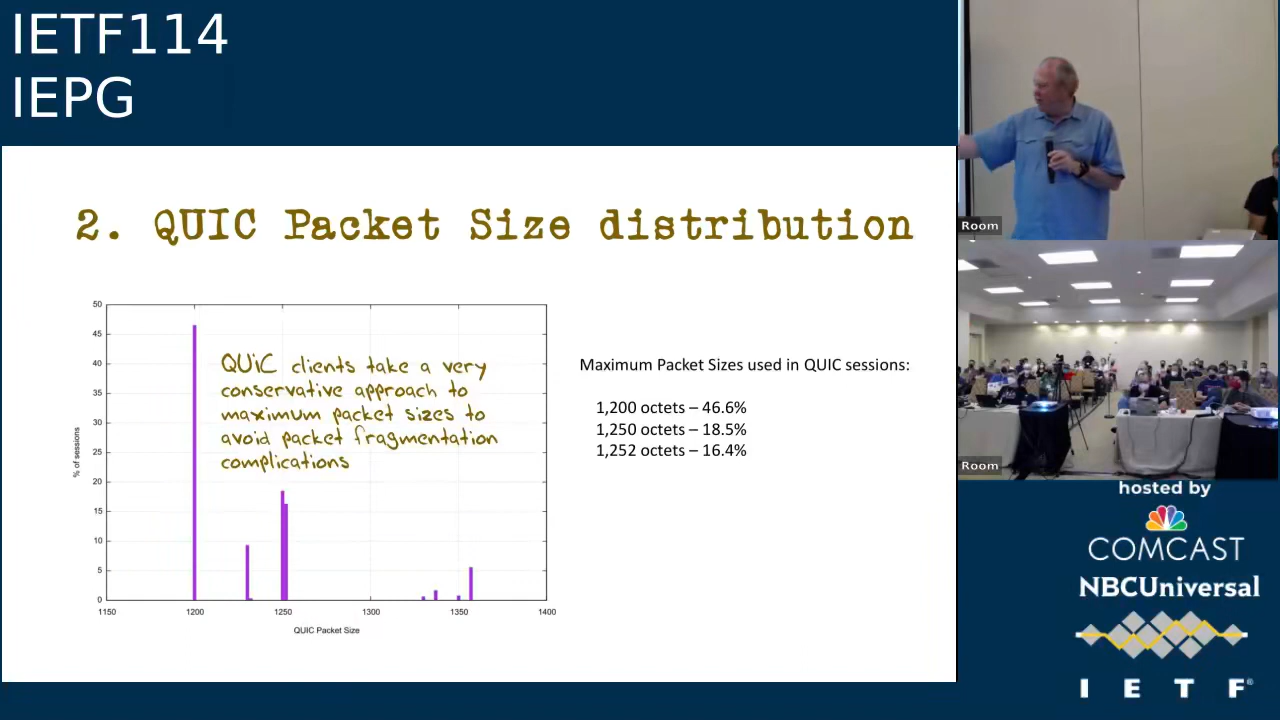 IETF114
IEPG
2. QUIC Packet Size distribution
50
45
40
35
30
25
20
15
10
5
0
% of sessions
1150 1200 1250 1300 1350 1400
QUIC Packet Size
QUIC clients take a very
conservative approach to
maximum packet sizes to
avoid packet fragmentation
complications
Maximum Packet Sizes used in QUIC sessions:
1,200 octets – 46.6%
1,250 octets – 18.5%
1,252 octets – 16.4%
Room
Room
hosted by
COMCAST
NBCUniversal
I E T F®